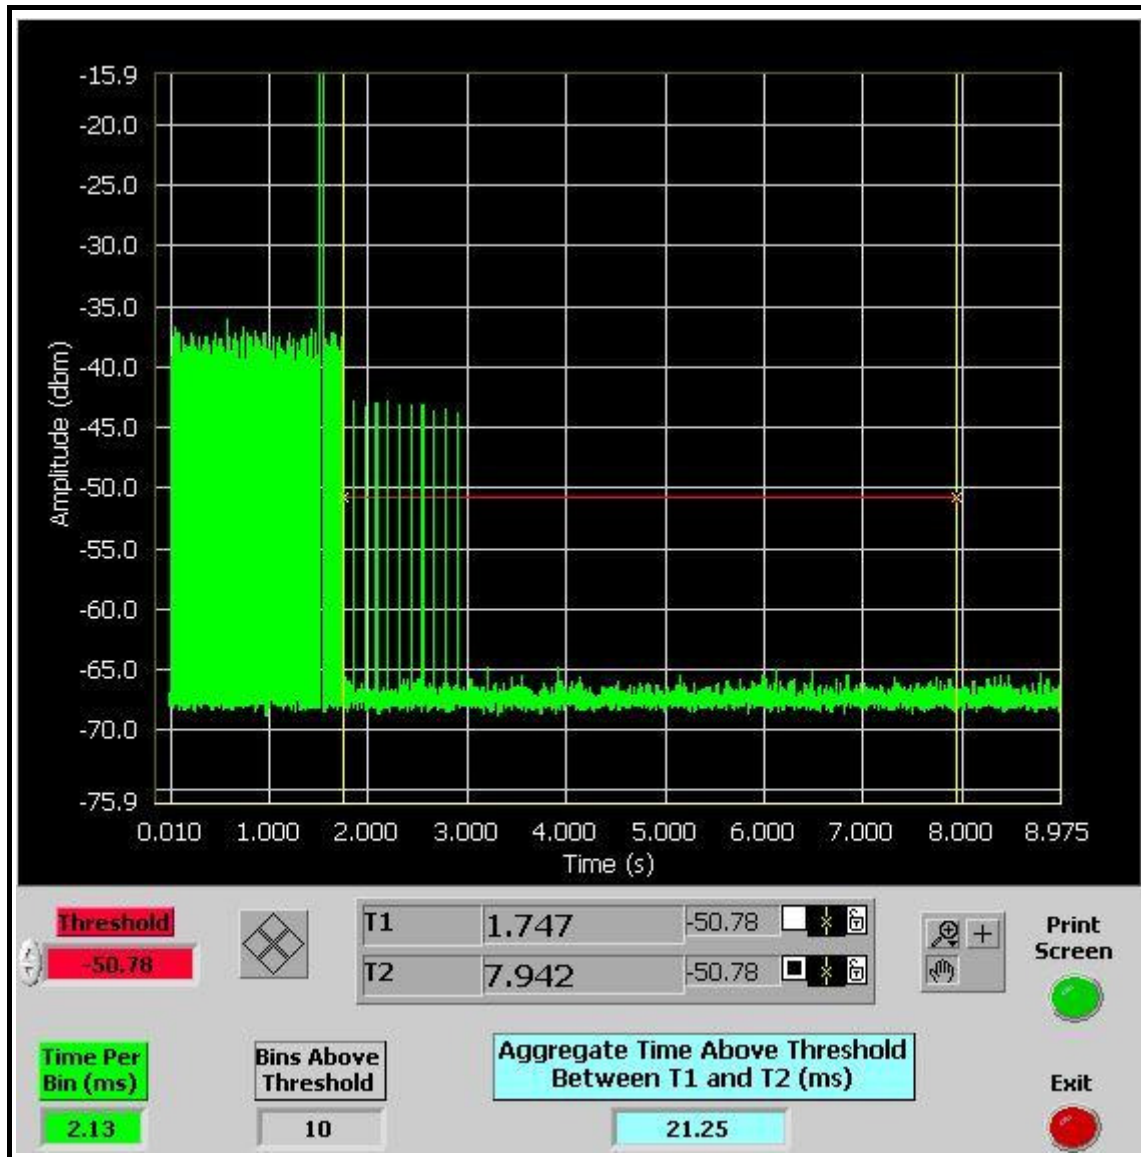 -15.9
-20.0
-25.0
-30.0
-35.0
-40.0
-45.0
-50.0
-55.0
-60.0
-65.0
-70.0
-75.9
Amplitude (dbm)
0.010 1.000 2.000 3.000 4.000 5.000 6.000 7.000 8.000 8.975
Time (s)
Threshold
-50.78
T1 1.747 -50.78
T2 7.942 -50.78
Print
Screen
Time Per
Bin (ms)
2.13
Bins Above
Threshold
10
Aggregate Time Above Threshold
Between T1 and T2 (ms)
21.25
Exit